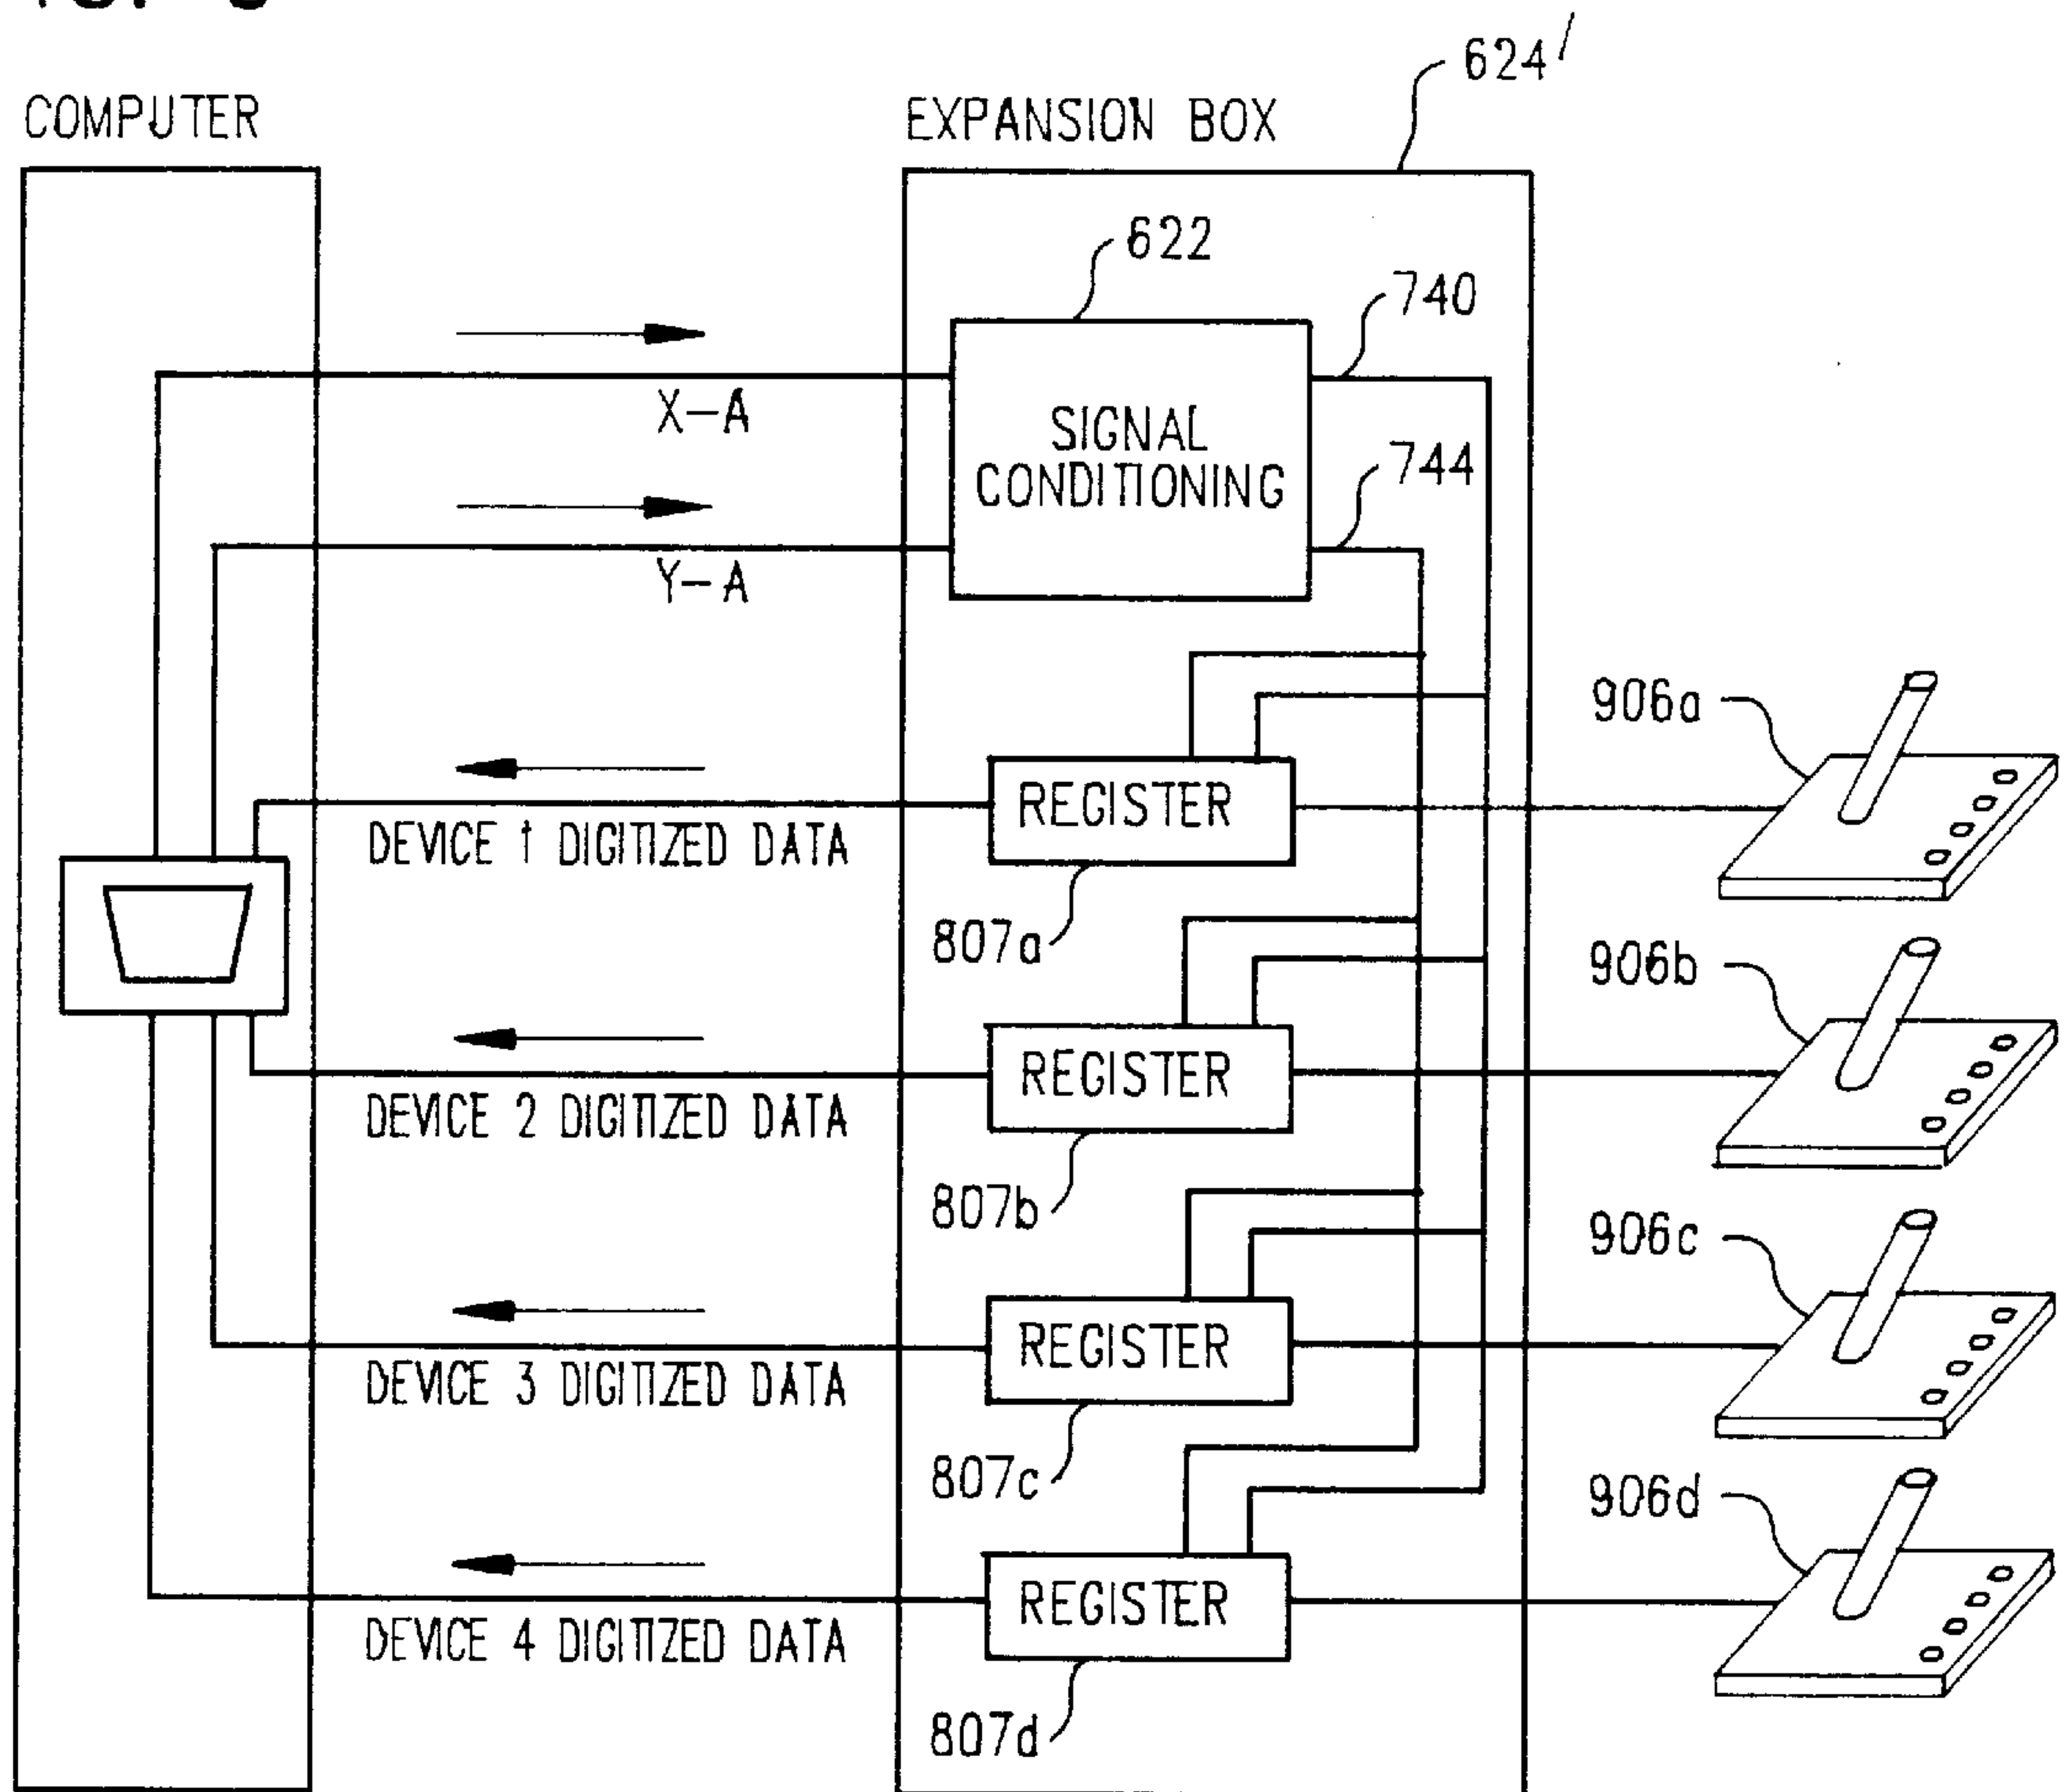 COMPUTER
EXPANSION BOX
624'
622
740
X-A
SIGNAL
CONDITIONING
744
Y-A
906a
REGISTER
DEVICE 1 DIGITIZED DATA
807a
906b
REGISTER
DEVICE 2 DIGITIZED DATA
807b
906c
REGISTER
DEVICE 3 DIGITIZED DATA
807c
906d
REGISTER
DEVICE 4 DIGITIZED DATA
807d